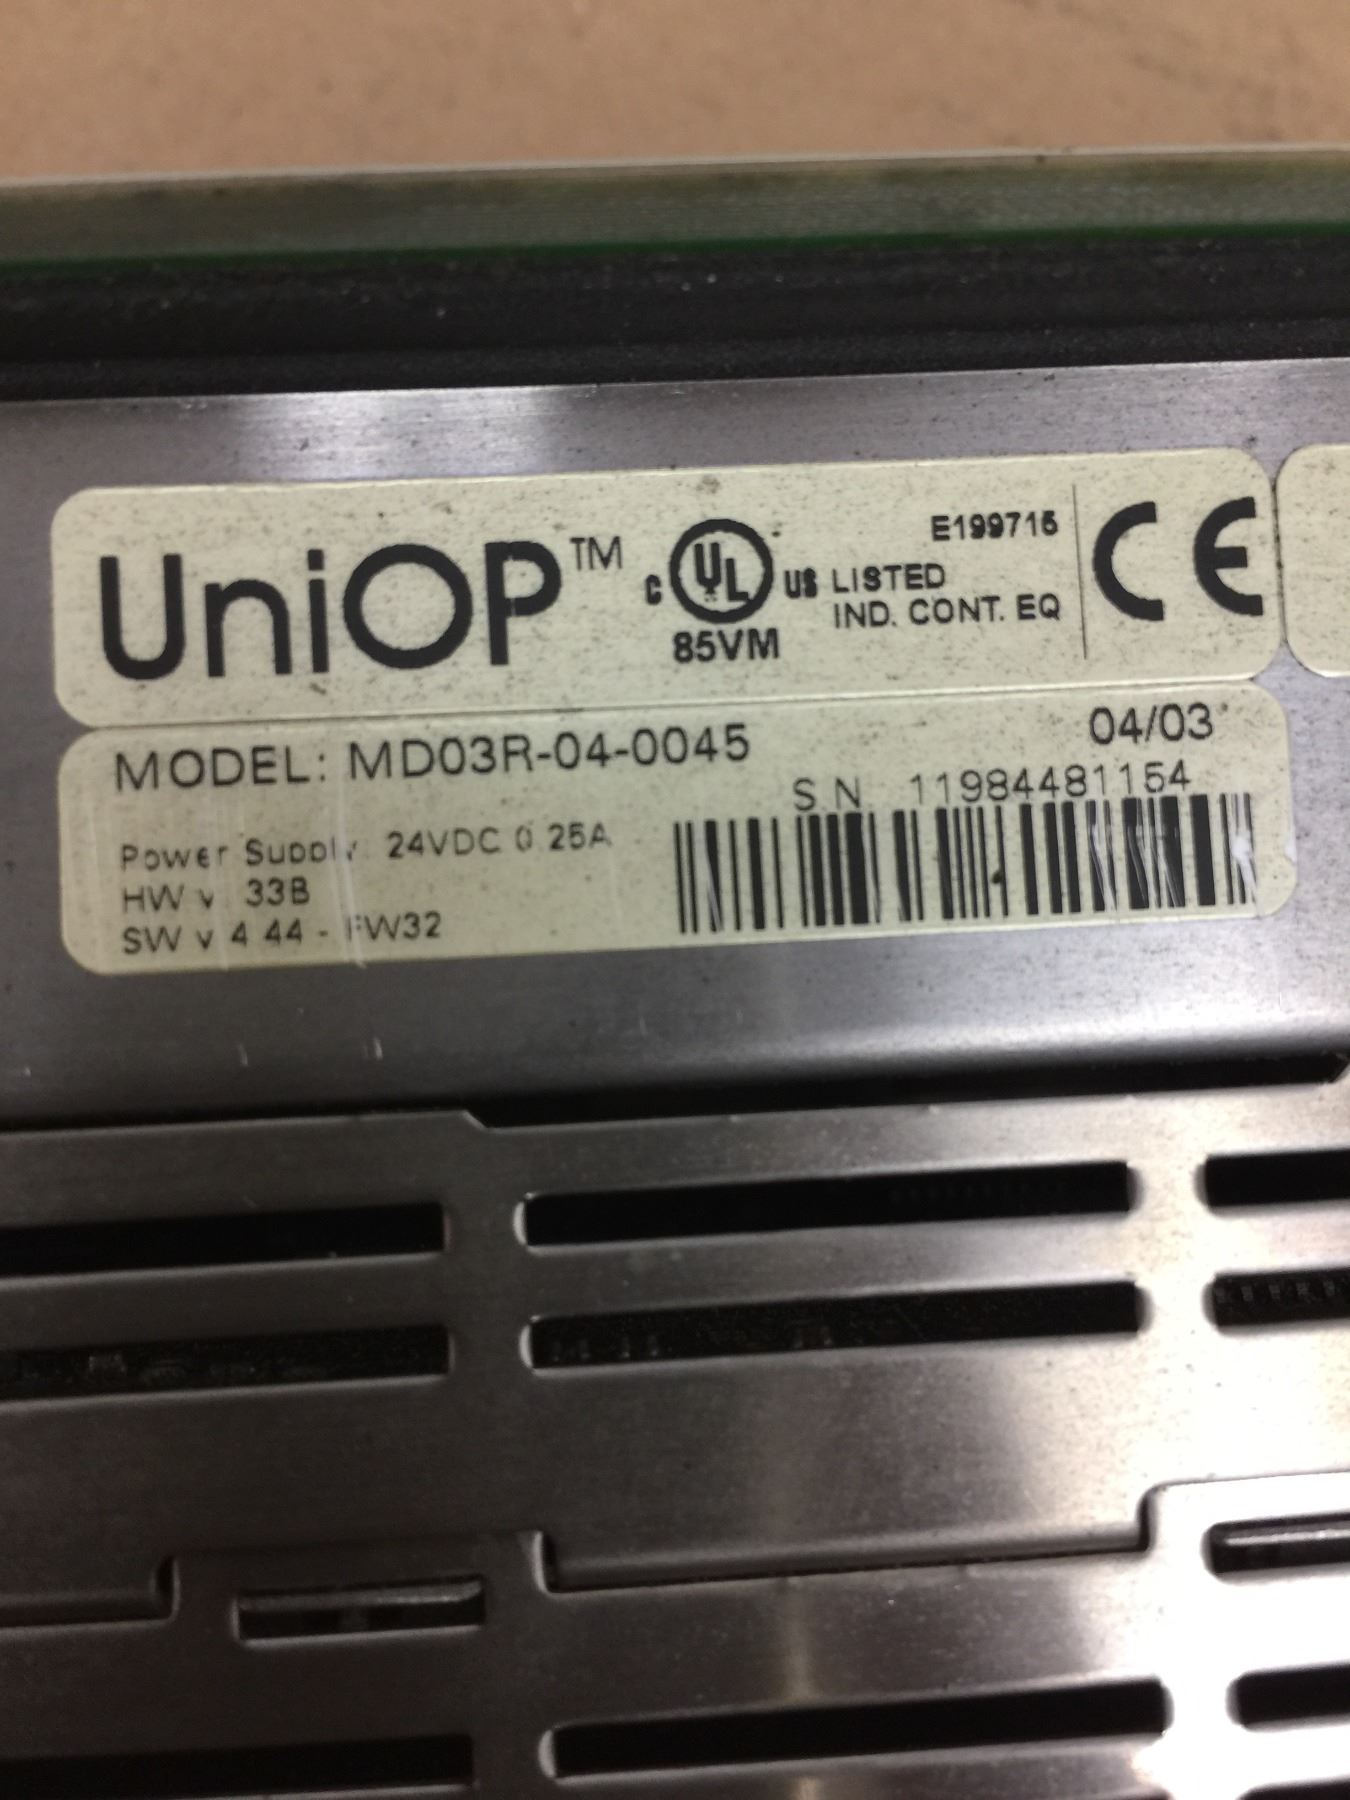 UniOP™
C UL US
85VM
E199715
LISTED
IND. CONT. EQ
CE
MODEL: MD03R-04-0045
04/03
S N 11984481154
Power Supply 24VDC 0 25A
HW v 33B
SW v 4 44 - FW32